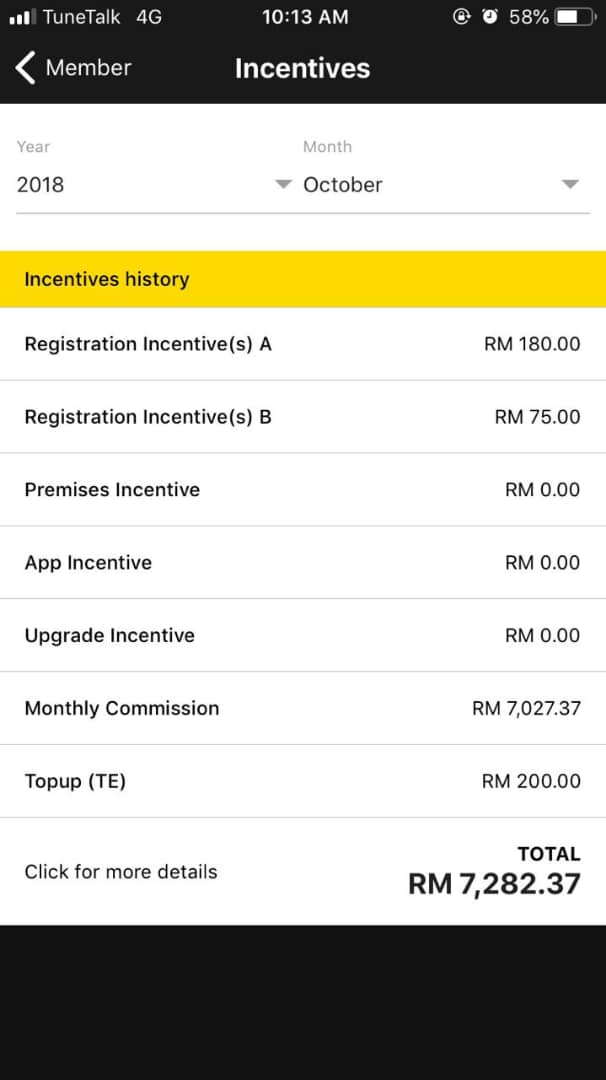 TuneTalk 4G 10:13 AM 58%
Member Incentives
Year Month
2018 October
Incentives history
Registration Incentive(s) A RM 180.00
Registration Incentive(s) B RM 75.00
Premises Incentive RM 0.00
App Incentive RM 0.00
Upgrade Incentive RM 0.00
Monthly Commission RM 7,027.37
Topup (TE) RM 200.00
TOTAL
Click for more details RM 7,282.37